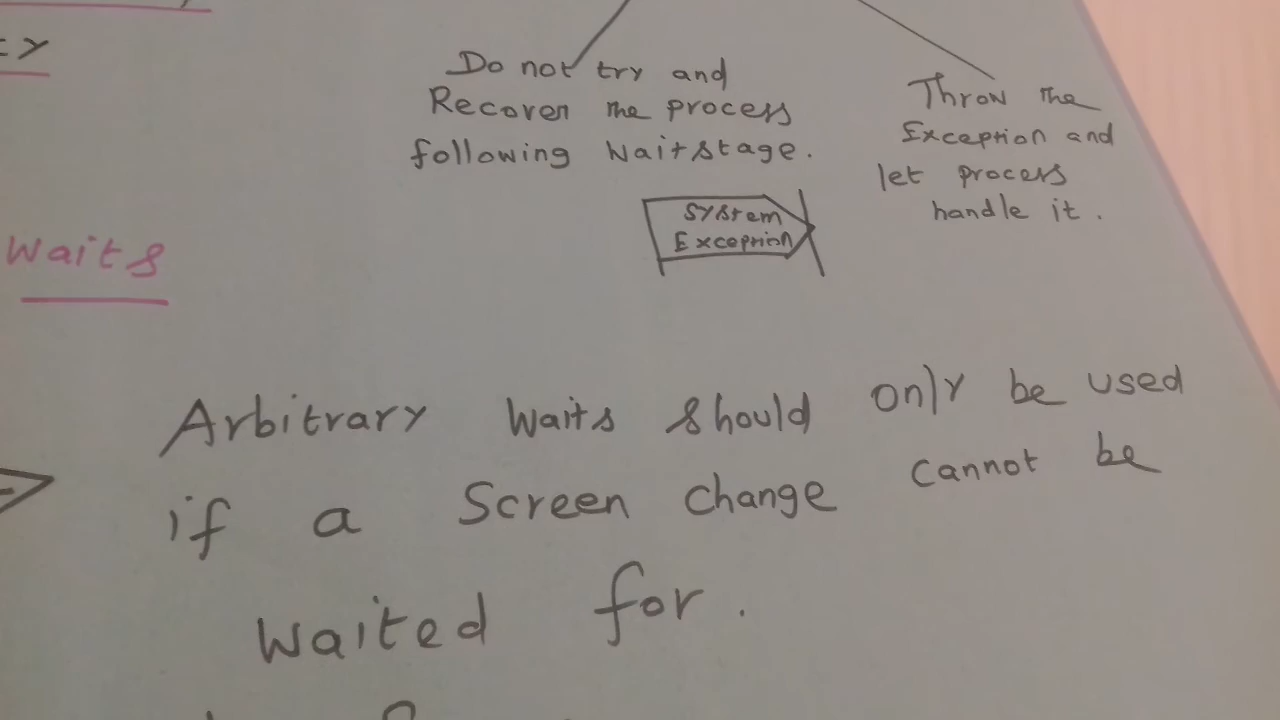 Do not try and
Recover the process
following Waitstage.
Throw the
Exception and
let process
handle it.
System
Exception
Waits
Arbitrary Waits should only be used
if a Screen change cannot be
waited for.